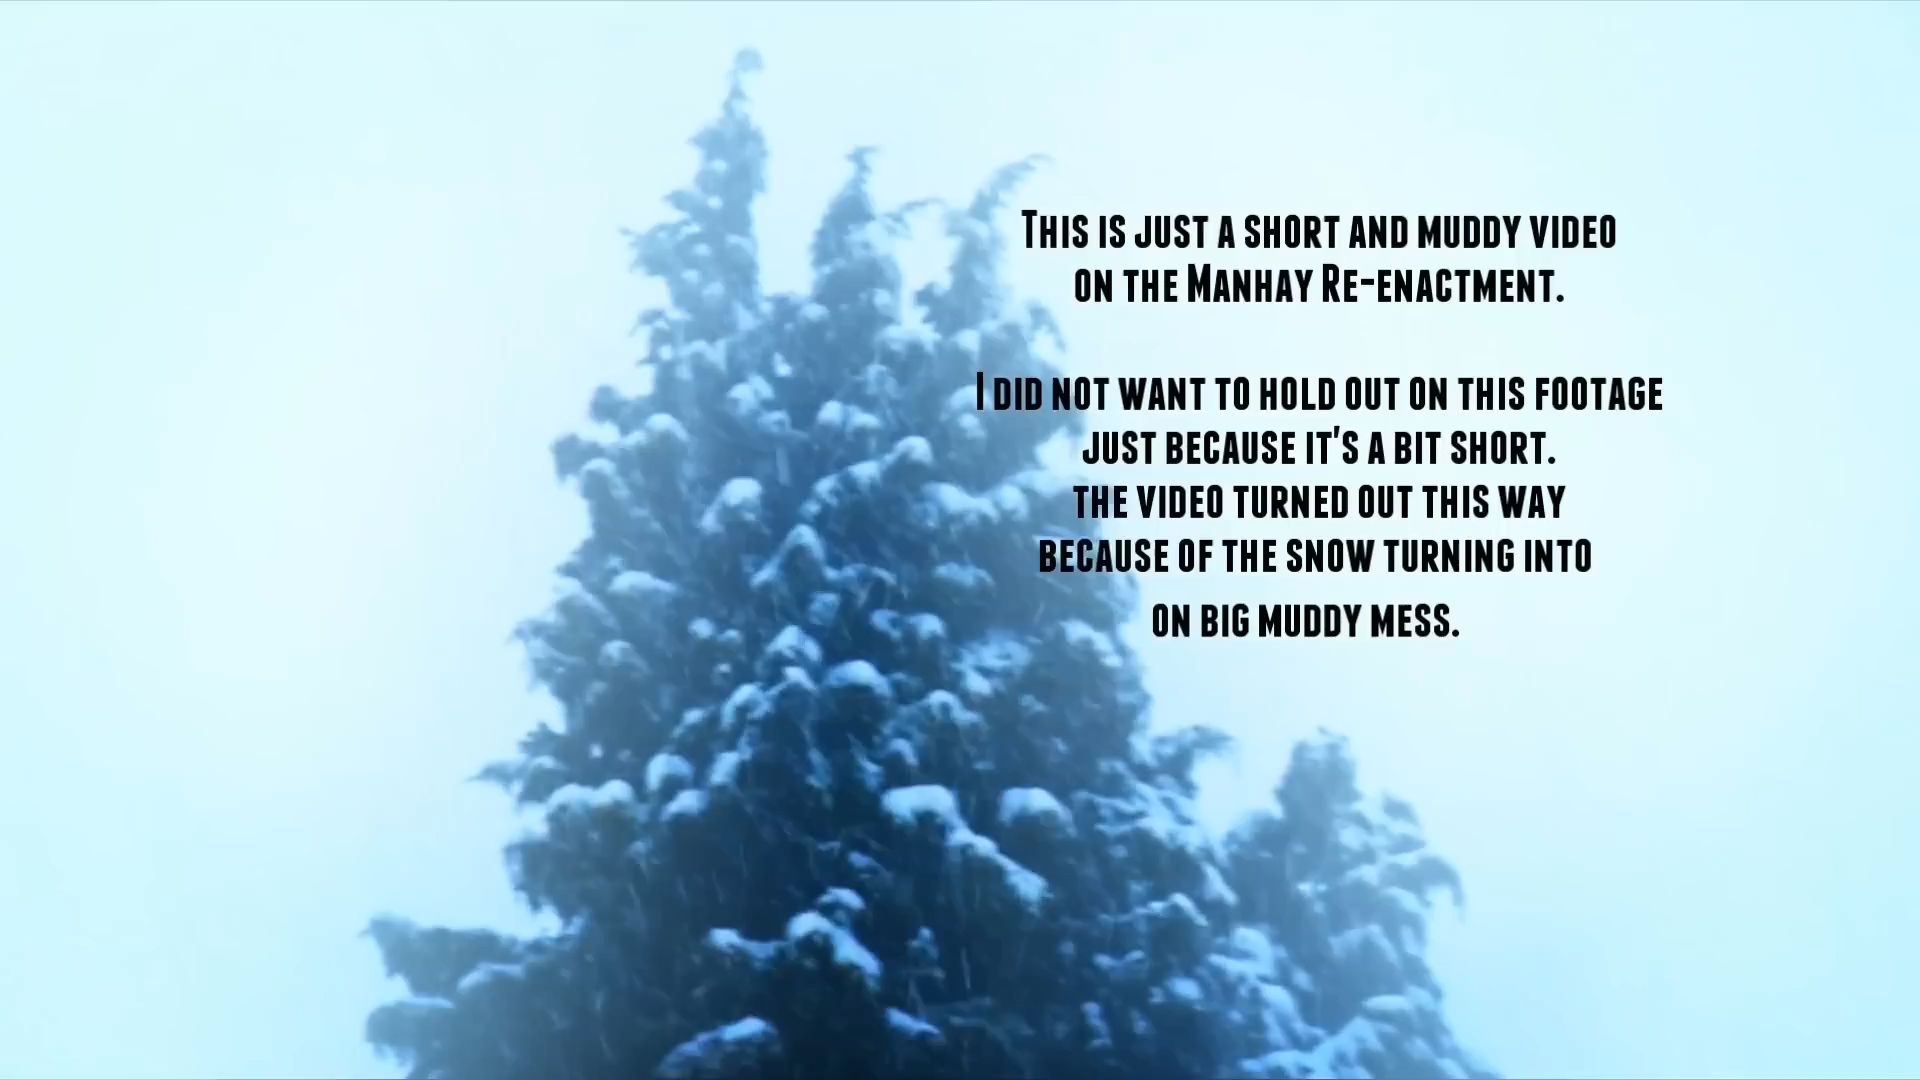 This is just a short and muddy video
on the Manhay Re-enactment.
I did not want to hold out on this footage
just because it's a bit short.
the video turned out this way
because of the snow turning into
on big muddy mess.